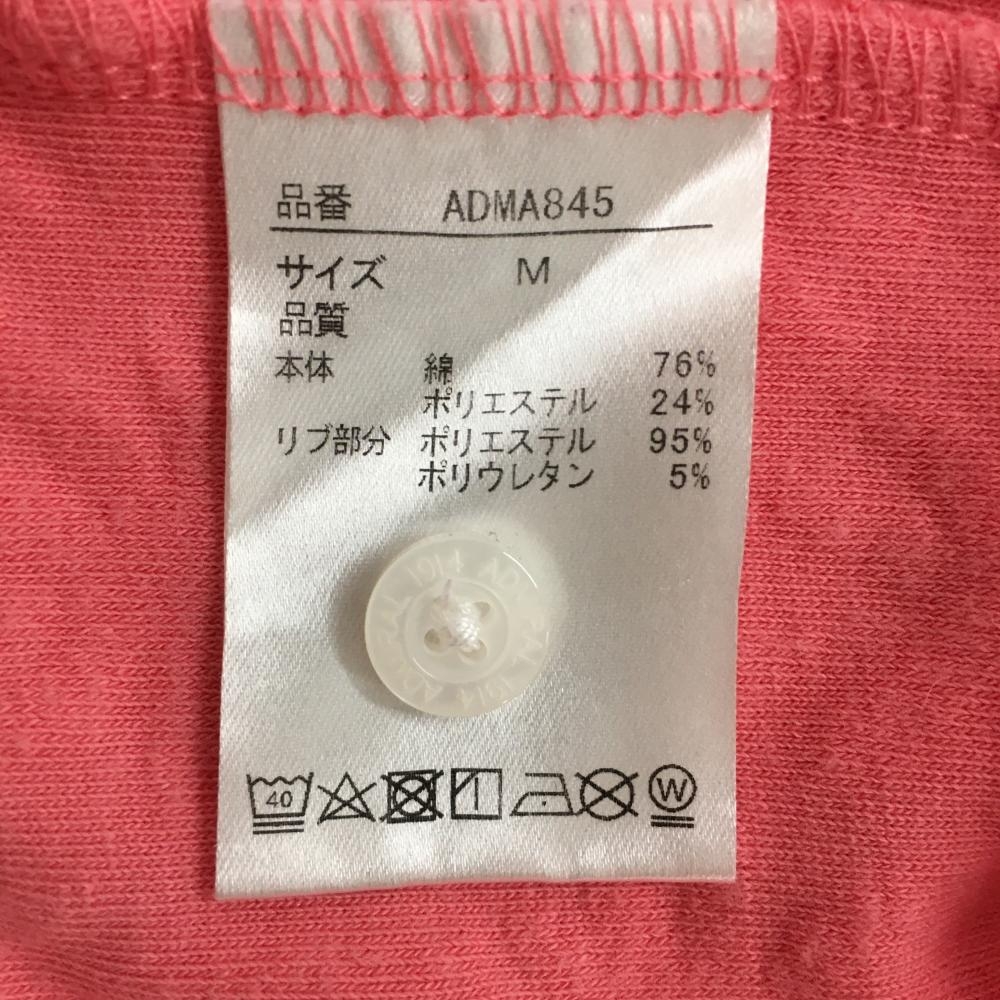 品番 ADMA845
サイズ M
品質
本体 綿 76%
ポリエステル 24%
リブ部分 ポリエステル 95%
ポリウレタン 5%
1914
1914
40
W